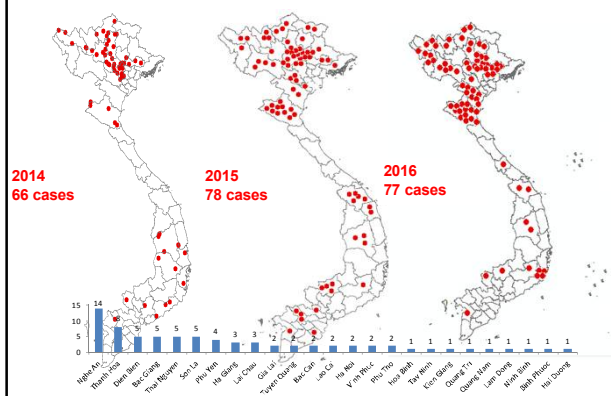 2014
66 cases
2015
78 cases
2016
77 cases
15
10
5
0
14
8
5
5
5
5
4
3
3
2
2
2
2
2
2
2
1
1
1
1
1
1
1
1
1
Nghe An
Thanh Hoa
Dien Bien
Bac Giang
Thai Nguyen
Son La
Phu Yen
Ha Giang
Lai Chau
Gia Lai
Tuyen Quang
Bac Can
Lao Ca
Ha Noi
Vinh Phuc
Phu Tho
Hoa Binh
Tay Ninh
Kien Giang
Quang Tri
Quang Nam
Lam Dong
Ninh Binh
Binh Phuoc
Hai Duong